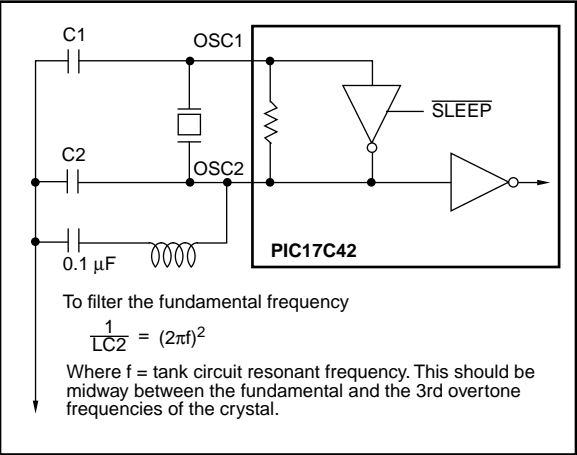 C1
OSC1
SLEEP
C2
OSC2
0.1 μF
PIC17C42
To filter the fundamental frequency
1
LC2 = (2πf)2
Where f = tank circuit resonant frequency. This should be
midway between the fundamental and the 3rd overtone
frequencies of the crystal.